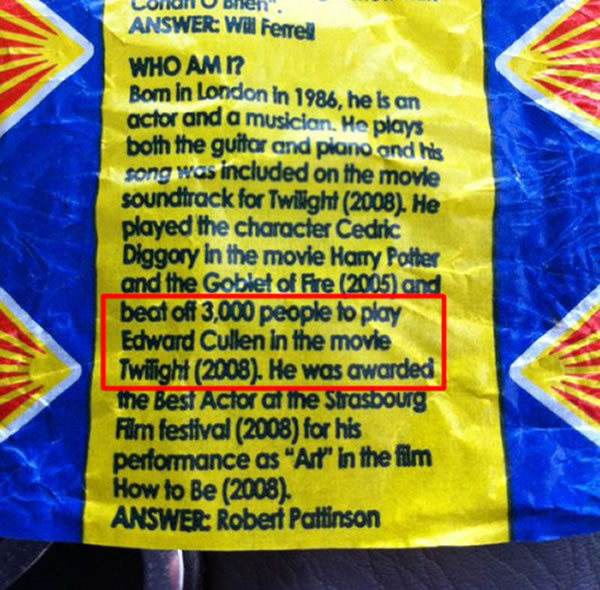 Conan O'Brien".
ANSWER: Will Ferrell
WHO AM I?
Born in London in 1986, he is an
actor and a musician. He plays
both the guitar and piano and his
song was included on the movie
soundtrack for Twilight (2008). He
played the character Cedric
Diggory in the movie Harry Potter
and the Goblet of Fire (2005) and
beat off 3,000 people to play
Edward Cullen in the movie
Twilight (2008). He was awarded
the Best Actor at the Strasbourg
Film festival (2008) for his
performance as "Art" in the film
How to Be (2008).
ANSWER: Robert Pattinson